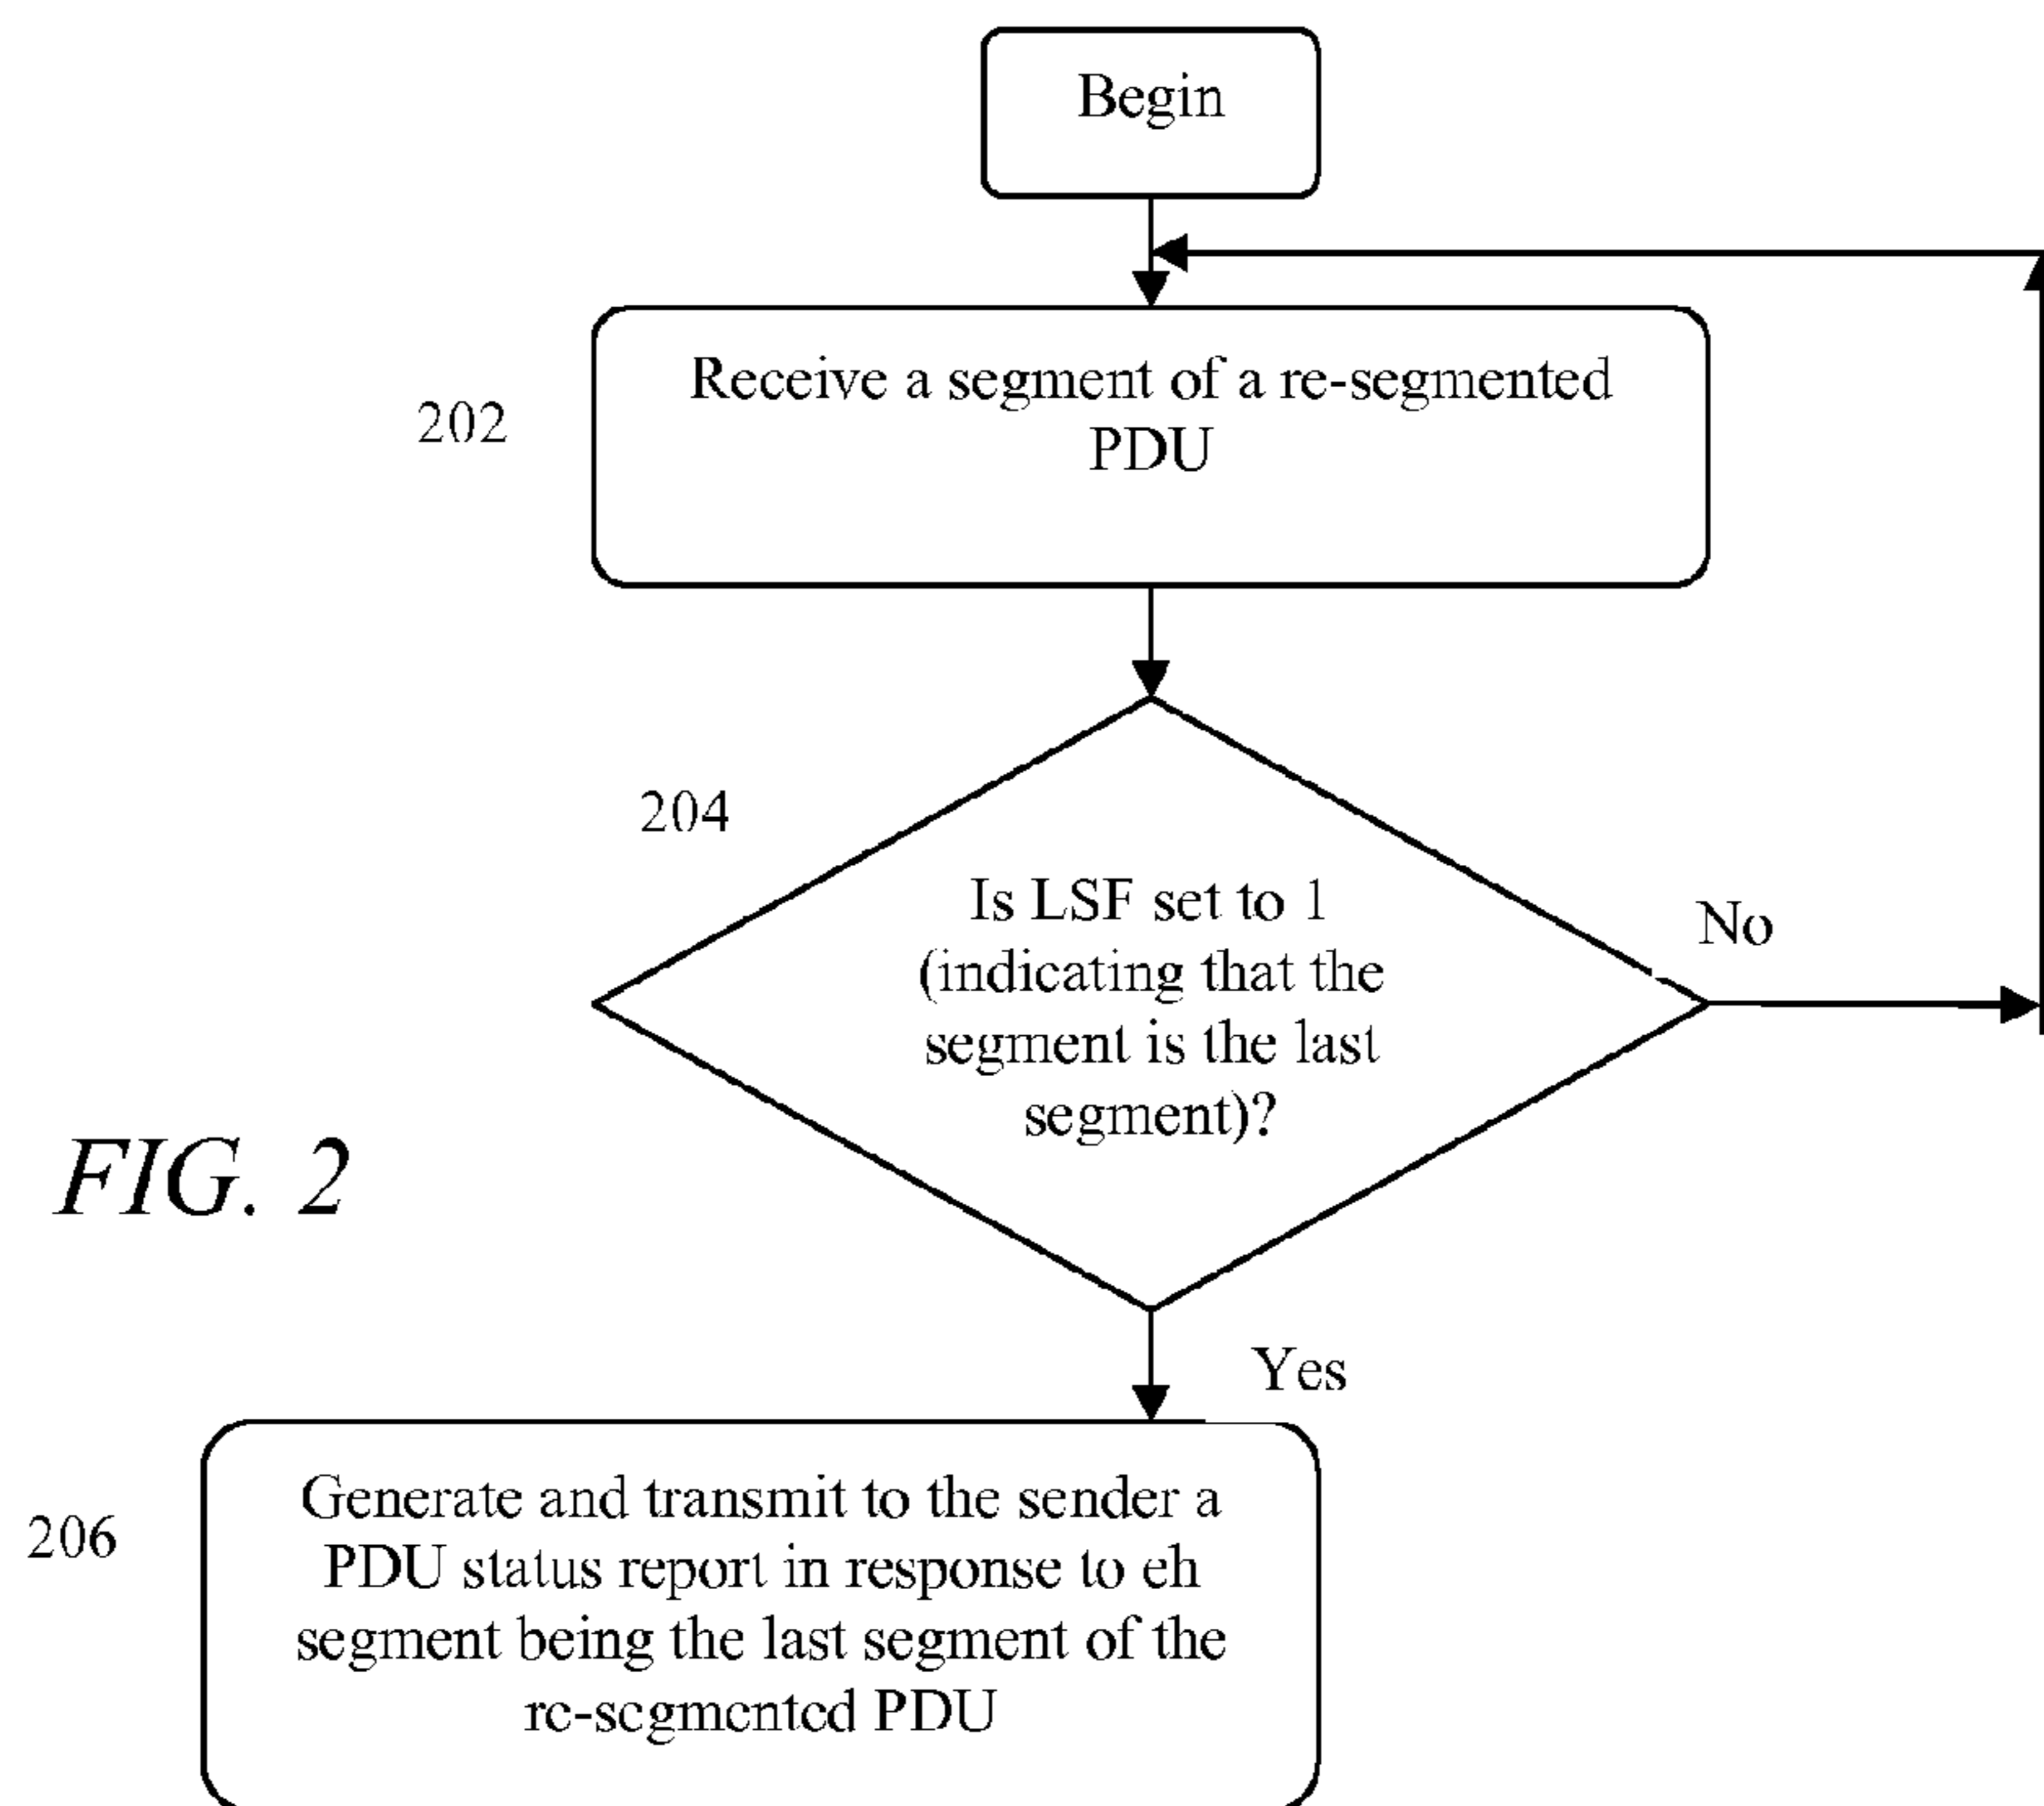 Begin
202
Receive a segment of a re-segmented
PDU
204
Is LSF set to 1
(indicating that the
segment is the last
segment)?
No
FIG. 2
Yes
206
Generate and transmit to the sender a
PDU status report in response to eh
segment being the last segment of the
re-segmented PDU